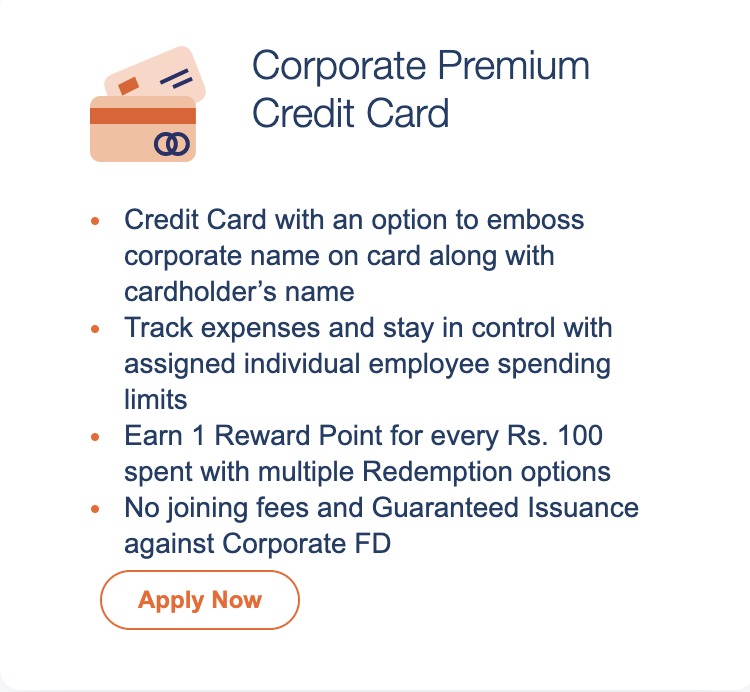 Corporate Premium
Credit Card
• Credit Card with an option to emboss
corporate name on card along with
cardholder’s name
• Track expenses and stay in control with
assigned individual employee spending
limits
• Earn 1 Reward Point for every Rs. 100
spent with multiple Redemption options
• No joining fees and Guaranteed Issuance
against Corporate FD
Apply Now